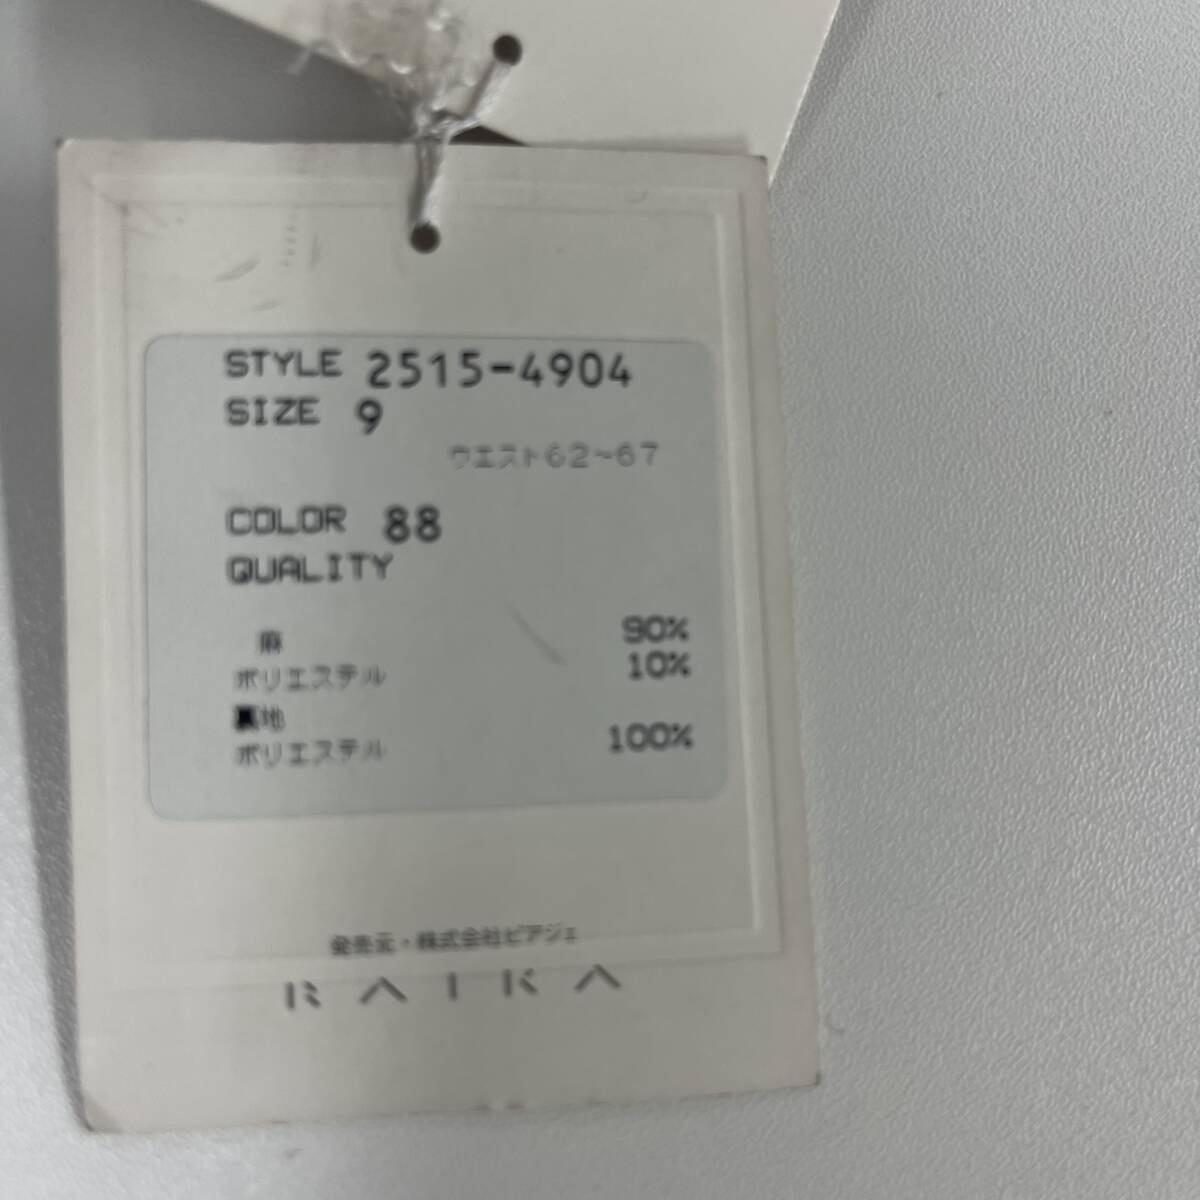 STYLE 2515-4904
SIZE 9
ウエスト62~67
COLOR 88
QUALITY
麻 90%
ポリエステル 10%
裏地
ポリエステル 100%
発売元・株式会社ピアジェ
RAIKA